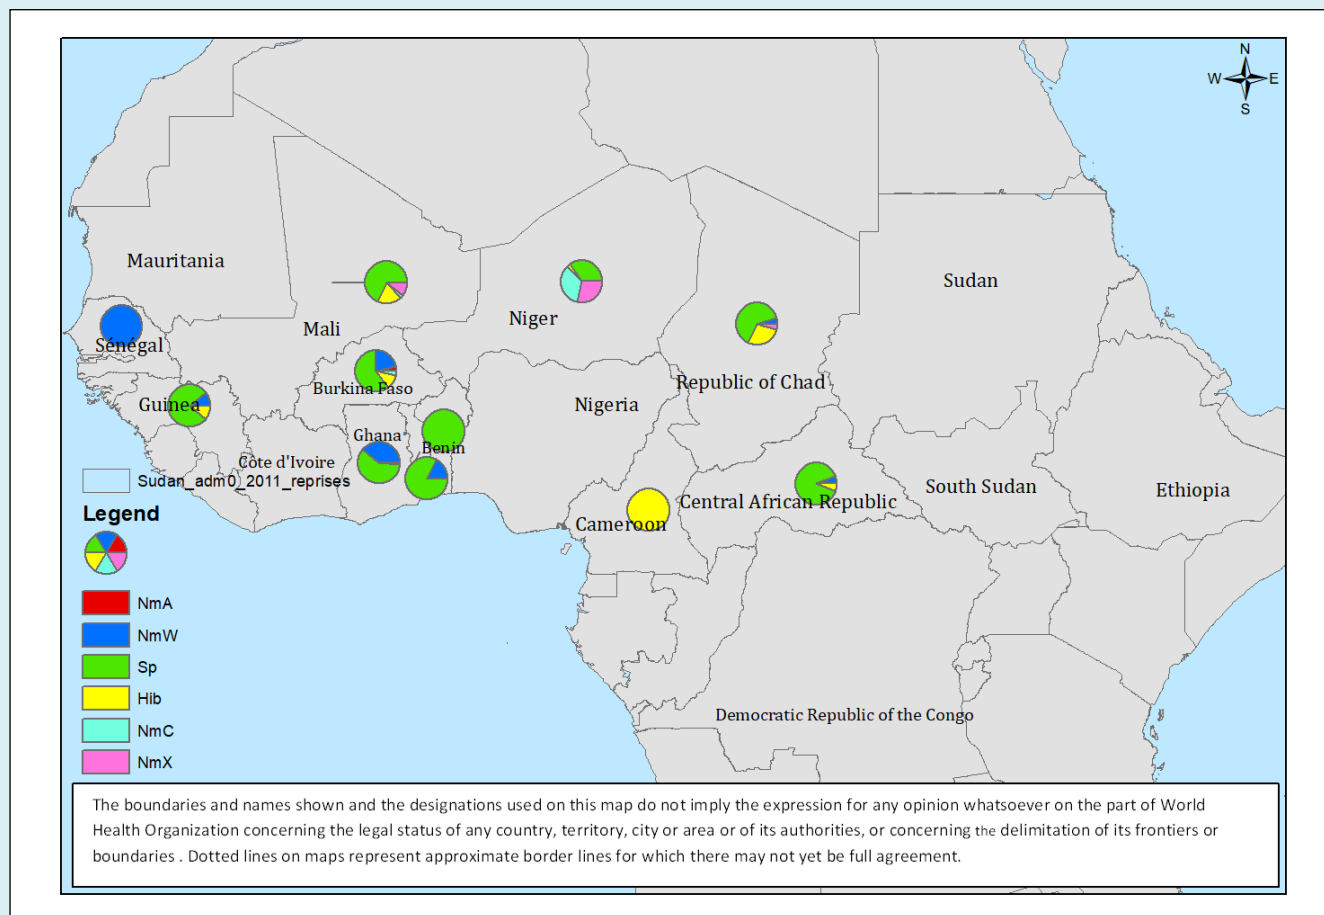 N
W
E
S
Mauritania
Sudan
Niger
Mali
Sénégal
Republic of Chad
Burkina Faso
Guinea
Nigeria
Ghana
Benin
Côte d'Ivoire
Sudan_adm0_2011_reprises
South Sudan
Ethiopia
Central African Republic
Cameroon
Legend
NmA
NmW
Sp
Hib
NmC
NmX
Democratic Republic of the Congo
The boundaries and names shown and the designations used on this map do not imply the expression for any opinion whatsoever on the part of World
Health Organization concerning the legal status of any country, territory, city or area or of its authorities, or concerning the delimitation of its frontiers or
boundaries . Dotted lines on maps represent approximate border lines for which there may not yet be full agreement.